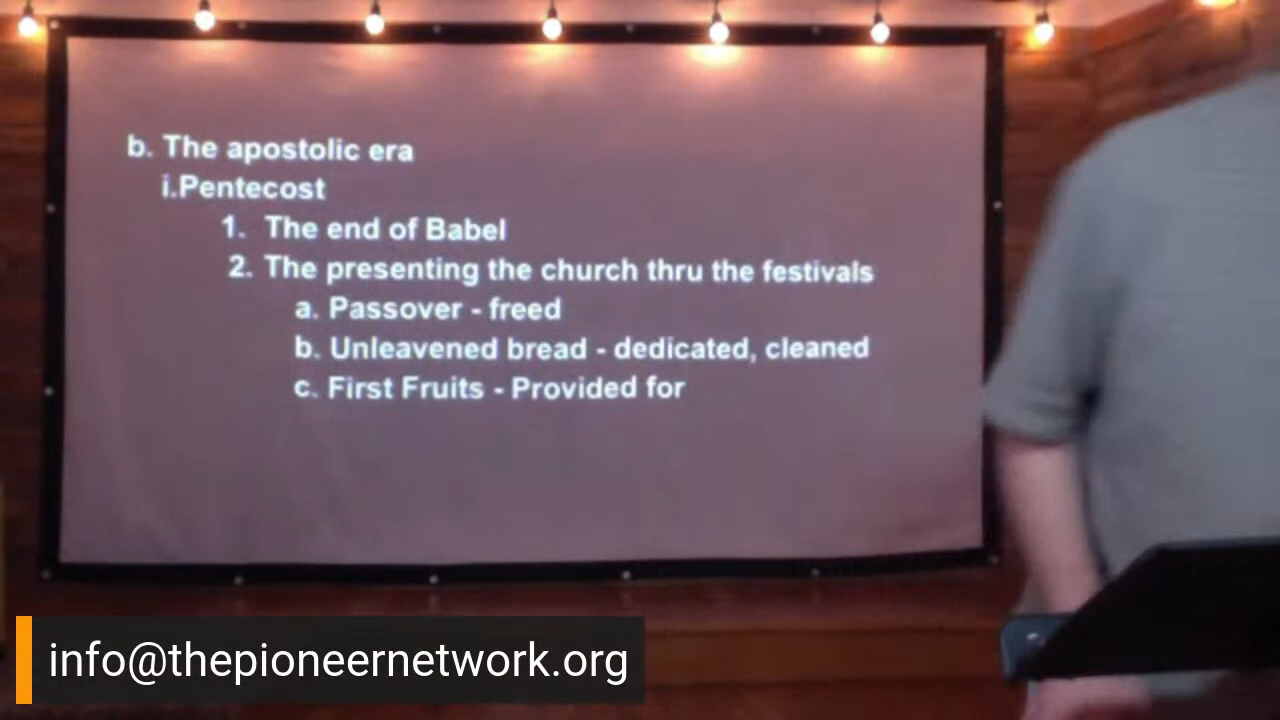 b. The apostolic era
i.Pentecost
1. The end of Babel
2. The presenting the church thru the festivals
a. Passover - freed
b. Unleavened bread - dedicated, cleaned
c. First Fruits - Provided for
info@thepioneernetwork.org